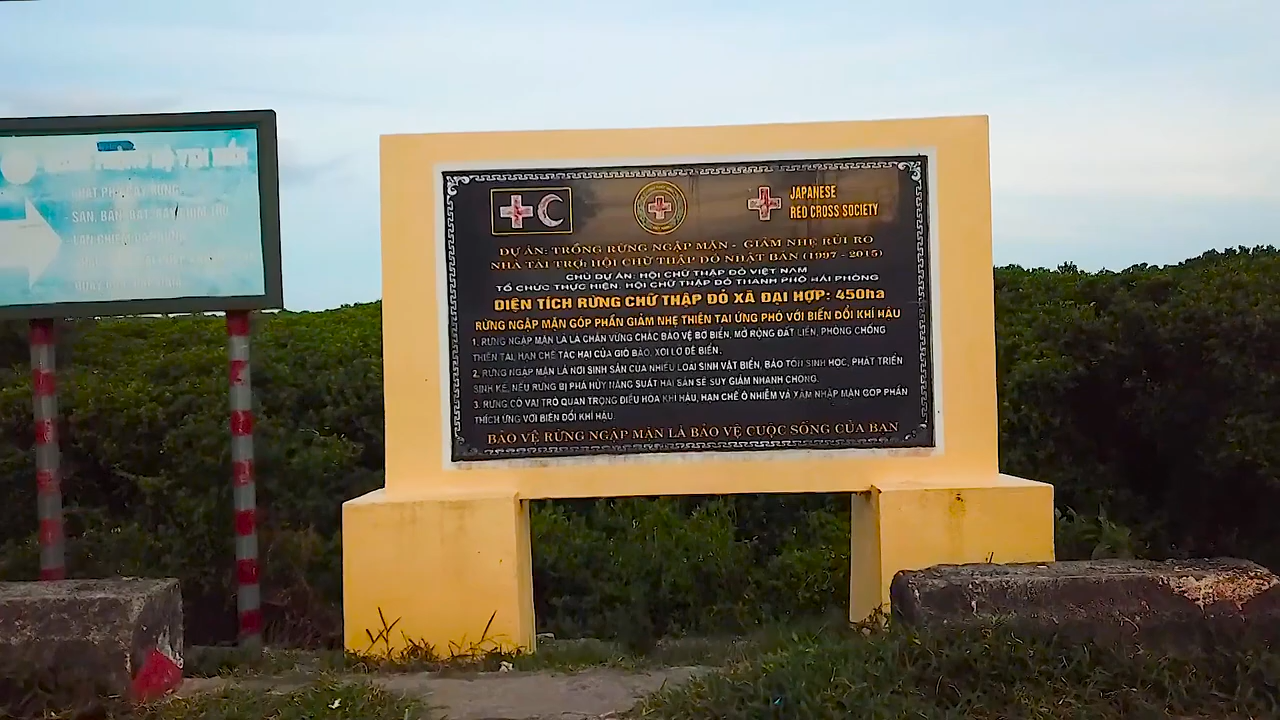 - SĂN, BẮN, BẮT, BẪY CHIM THÚ
JAPANESE
RED CROSS SOCIETY
DỰ ÁN: TRỒNG RỪNG NGẬP MẶN - GIẢM NHẸ RỦI RO
NHÀ TÀI TRỢ: HỘI CHỮ THẬP ĐỎ NHẬT BẢN (1997 - 2015)
CHỦ DỰ ÁN: HỘI CHỮ THẬP ĐỎ VIỆT NAM
TỔ CHỨC THỰC HIỆN: HỘI CHỮ THẬP ĐỎ THÀNH PHỐ HẢI PHÒNG
DIỆN TÍCH RỪNG CHỮ THẬP ĐỎ XÃ ĐẠI HỢP: 450ha
RỪNG NGẬP MẶN GÓP PHẦN GIẢM NHẸ THIÊN TAI ỨNG PHÓ VỚI BIẾN ĐỔI KHÍ HẬU
1. RỪNG NGẬP MẶN LÀ LÁ CHẮN VỮNG CHẮC BẢO VỆ BỜ BIỂN, MỞ RỘNG ĐẤT LIỀN, PHÒNG CHỐNG
THIÊN TAI, HẠN CHẾ TÁC HẠI CỦA GIÓ BÃO, XÓI LỞ ĐÊ BIỂN.
2. RỪNG NGẬP MẶN LÀ NƠI SINH SẢN CỦA NHIỀU LOÀI SINH VẬT BIỂN, BẢO TỒN SINH HỌC, PHÁT TRIỂN
SINH KẾ, NẾU RỪNG BỊ PHÁ HỦY NĂNG SUẤT HẢI SẢN SẼ SUY GIẢM NHANH CHÓNG.
3. RỪNG CÓ VAI TRÒ QUAN TRỌNG ĐIỀU HÒA KHÍ HẬU, HẠN CHẾ Ô NHIỄM VÀ XÂM NHẬP MẶN GÓP PHẦN
THÍCH ỨNG VỚI BIẾN ĐỔI KHÍ HẬU.
BẢO VỆ RỪNG NGẬP MẶN LÀ BẢO VỆ CUỘC SỐNG CỦA BẠN